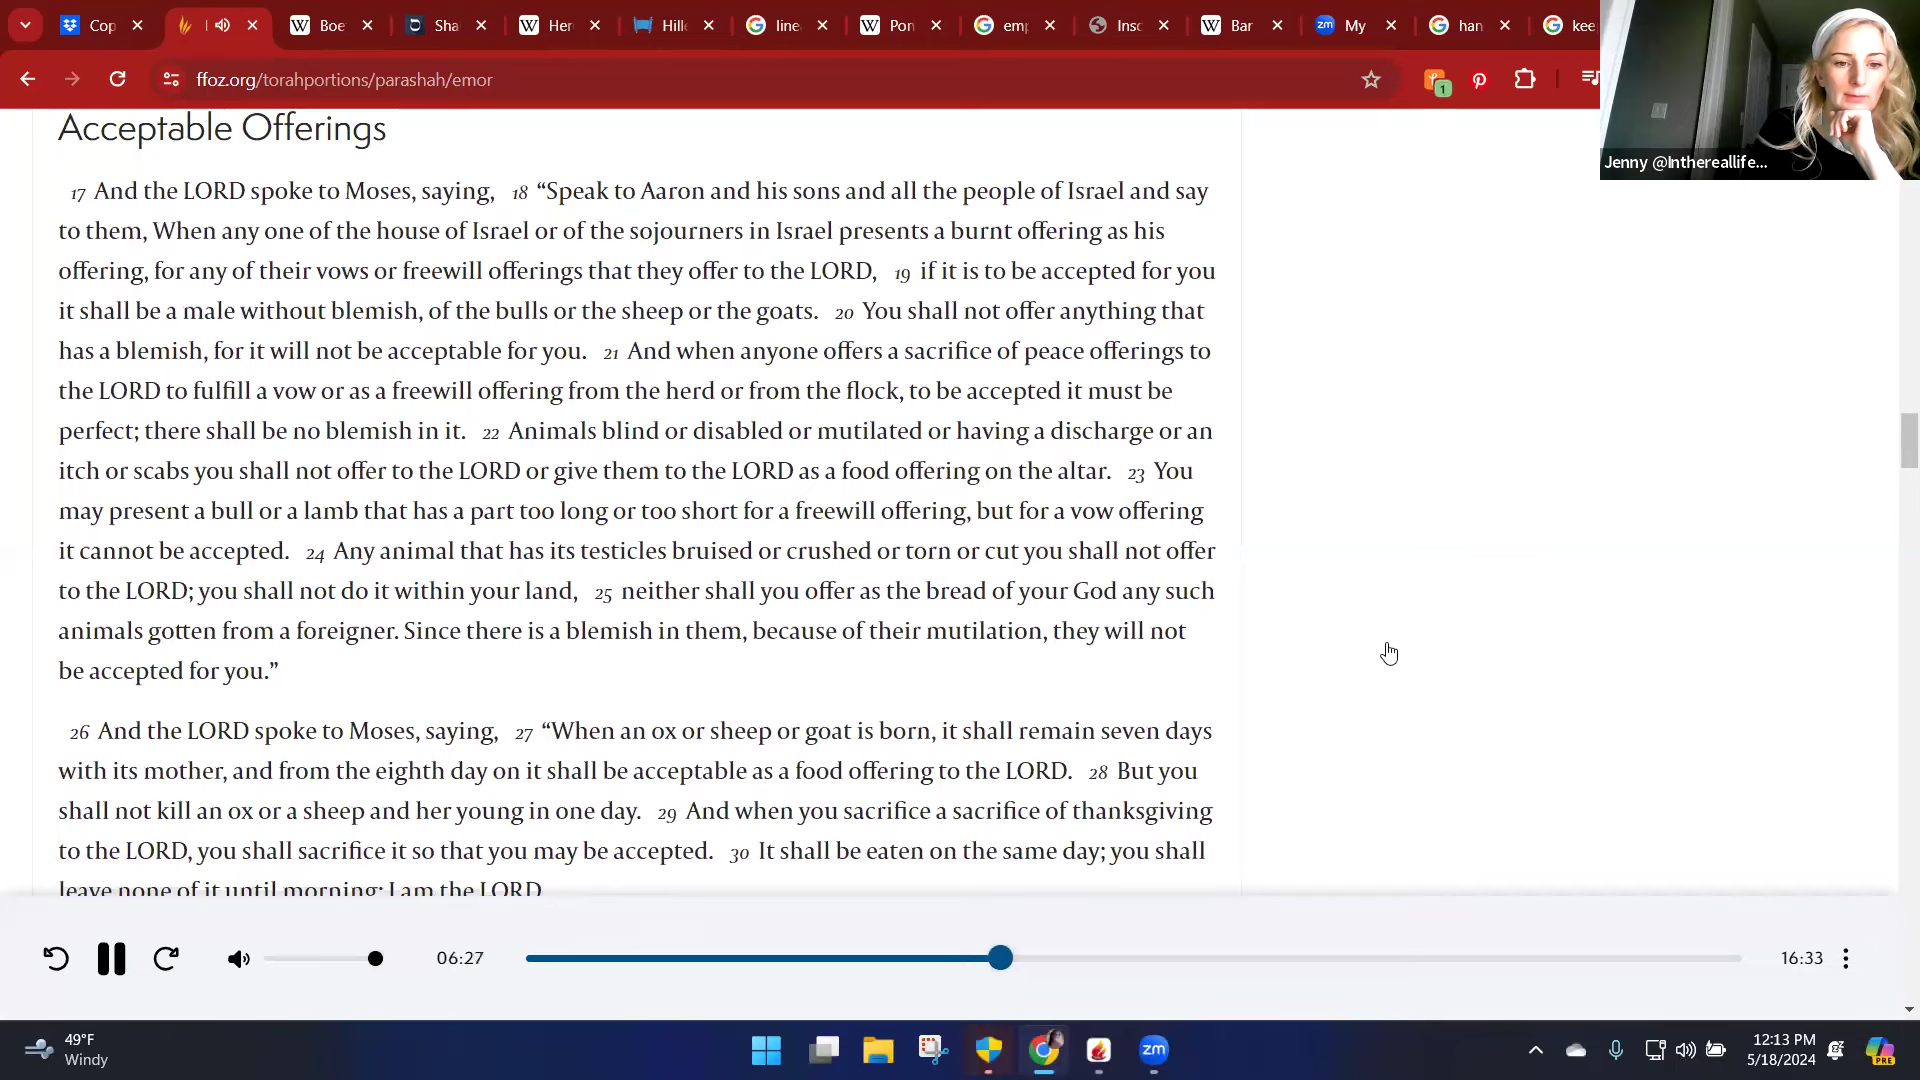 Cop
Boe
Sha
Her
Hille
line
Pon
emp
Insc
Bar
zm My
han
kee
ffoz.org/torahportions/parashah/emor
1
Jenny @Inthereallife...
Acceptable Offerings
17 And the LORD spoke to Moses, saying, 18 “Speak to Aaron and his sons and all the people of Israel and say
to them, When any one of the house of Israel or of the sojourners in Israel presents a burnt offering as his
offering, for any of their vows or freewill offerings that they offer to the LORD, 19 if it is to be accepted for you
it shall be a male without blemish, of the bulls or the sheep or the goats. 20 You shall not offer anything that
has a blemish, for it will not be acceptable for you. 21 And when anyone offers a sacrifice of peace offerings to
the LORD to fulfill a vow or as a freewill offering from the herd or from the flock, to be accepted it must be
perfect; there shall be no blemish in it. 22 Animals blind or disabled or mutilated or having a discharge or an
itch or scabs you shall not offer to the LORD or give them to the LORD as a food offering on the altar. 23 You
may present a bull or a lamb that has a part too long or too short for a freewill offering, but for a vow offering
it cannot be accepted. 24 Any animal that has its testicles bruised or crushed or torn or cut you shall not offer
to the LORD; you shall not do it within your land, 25 neither shall you offer as the bread of your God any such
animals gotten from a foreigner. Since there is a blemish in them, because of their mutilation, they will not
be accepted for you.”
26 And the LORD spoke to Moses, saying, 27 “When an ox or sheep or goat is born, it shall remain seven days
with its mother, and from the eighth day on it shall be acceptable as a food offering to the LORD. 28 But you
shall not kill an ox or a sheep and her young in one day. 29 And when you sacrifice a sacrifice of thanksgiving
to the LORD, you shall sacrifice it so that you may be accepted. 30 It shall be eaten on the same day; you shall
leave none of it until morning: I am the LORD
06:27
16:33
49°F
Windy
zm
12:13 PM
5/18/2024
PRE